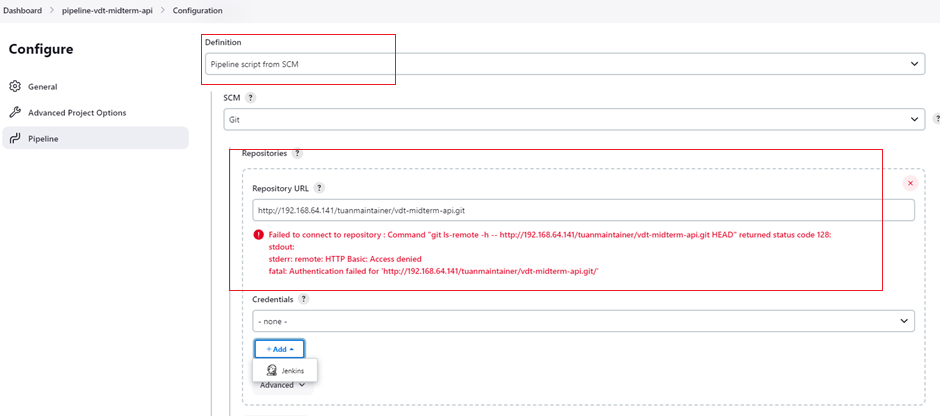 Dashboard > pipeline-vdt-midterm-api > Configuration
Configure
General
Advanced Project Options
Pipeline
Definition
Pipeline script from SCM
SCM ?
Git
?
Repositories ?
Repository URL ?
http://192.168.64.141/tuanmaintainer/vdt-midterm-api.git
Failed to connect to repository : Command "git ls-remote -h -- http://192.168.64.141/tuanmaintainer/vdt-midterm-api.git HEAD" returned status code 128:
stdout:
stderr: remote: HTTP Basic: Access denied
fatal: Authentication failed for 'http://192.168.64.141/tuanmaintainer/vdt-midterm-api.git/'
Credentials ?
- none -
+ Add
Jenkins
Advanced